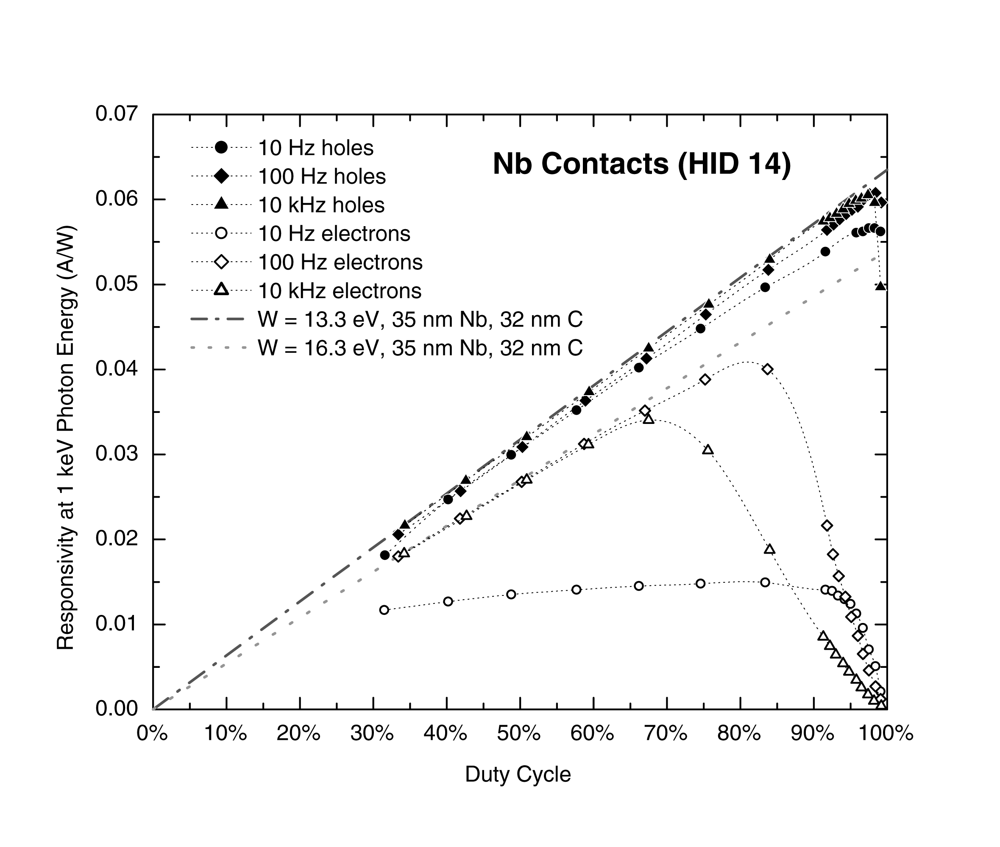 Nb Contacts (HID 14)
10 Hz holes
100 Hz holes
10 kHz holes
10 Hz electrons
100 Hz electrons
10 kHz electrons
W = 13.3 eV, 35 nm Nb, 32 nm C
W = 16.3 eV, 35 nm Nb, 32 nm C
Responsivity at 1 keV Photon Energy (A/W)
0.07
0.06
0.05
0.04
0.03
0.02
0.01
0.00
0% 10% 20% 30% 40% 50% 60% 70% 80% 90% 100%
Duty Cycle